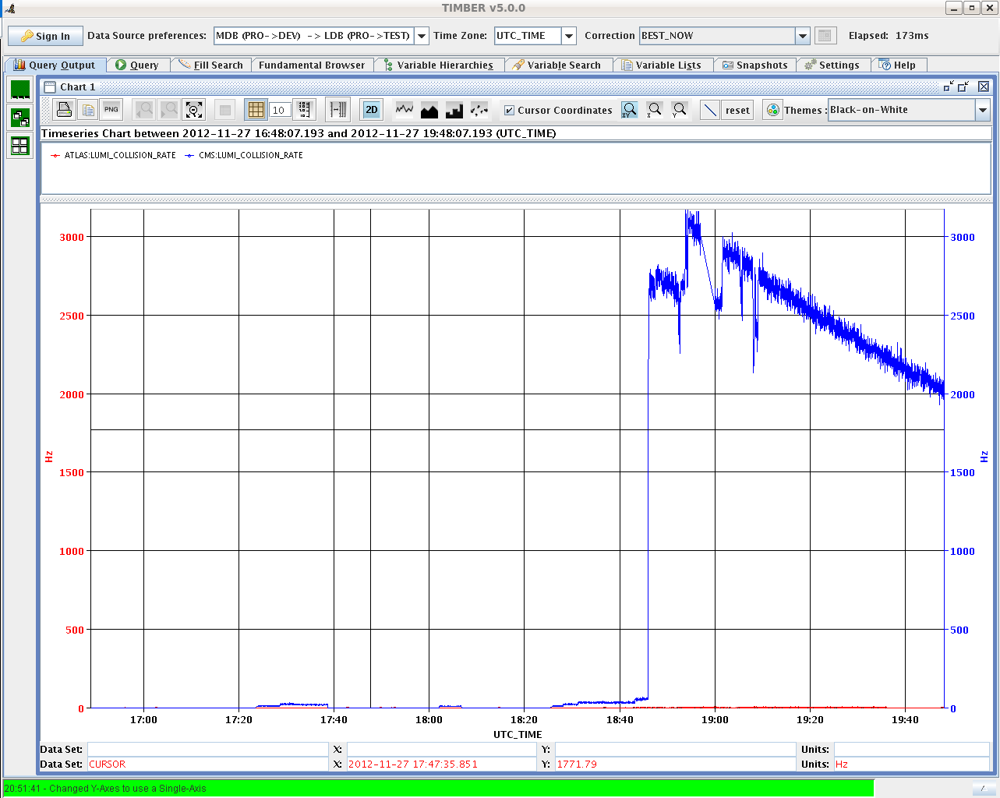 TIMBER v5.0.0
Sign In Data Source preferences: MDB (PRO->DEV) -> LDB (PRO->TEST) Time Zone: UTC_TIME Correction BEST_NOW Elapsed: 173ms
Query Output Query Fill Search Fundamental Browser Variable Hierarchies Variable Search Variable Lists Snapshots Settings Help
Chart 1
PNG 10 2D Cursor Coordinates XY X Y reset Themes : Black-on-White
Timeseries Chart between 2012-11-27 16:48:07.193 and 2012-11-27 19:48:07.193 (UTC_TIME)
ATLAS:LUMI_COLLISION_RATE CMS:LUMI_COLLISION_RATE
3000 3000
2500 2500
2000 2000
Hz Hz
1500 1500
1000 1000
500 500
0 0
17:00 17:20 17:40 18:00 18:20 18:40 19:00 19:20 19:40
UTC_TIME
Data Set: X: Y: Units:
Data Set: CURSOR X: 2012-11-27 17:47:35.851 Y: 1771.79 Units: Hz
20:51:41 - Changed Y-Axes to use a Single-Axis